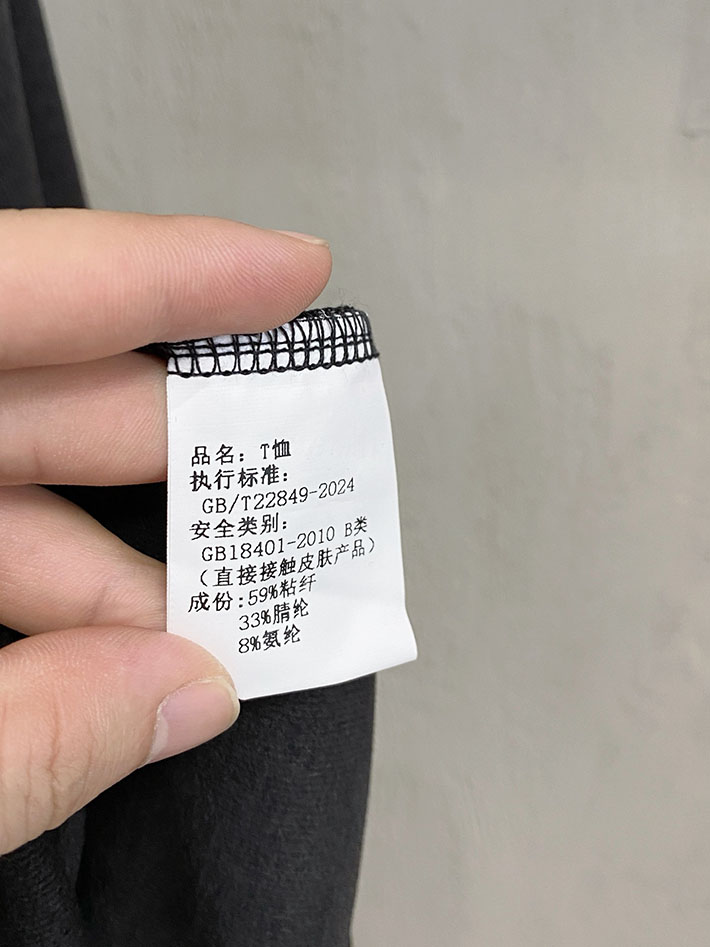 品名：T恤
执行标准：
GB/T22849-2024
安全类别：
GB18401-2010 B类
（直接接触皮肤产品）
成份:59%粘纤
33%腈纶
8%氨纶